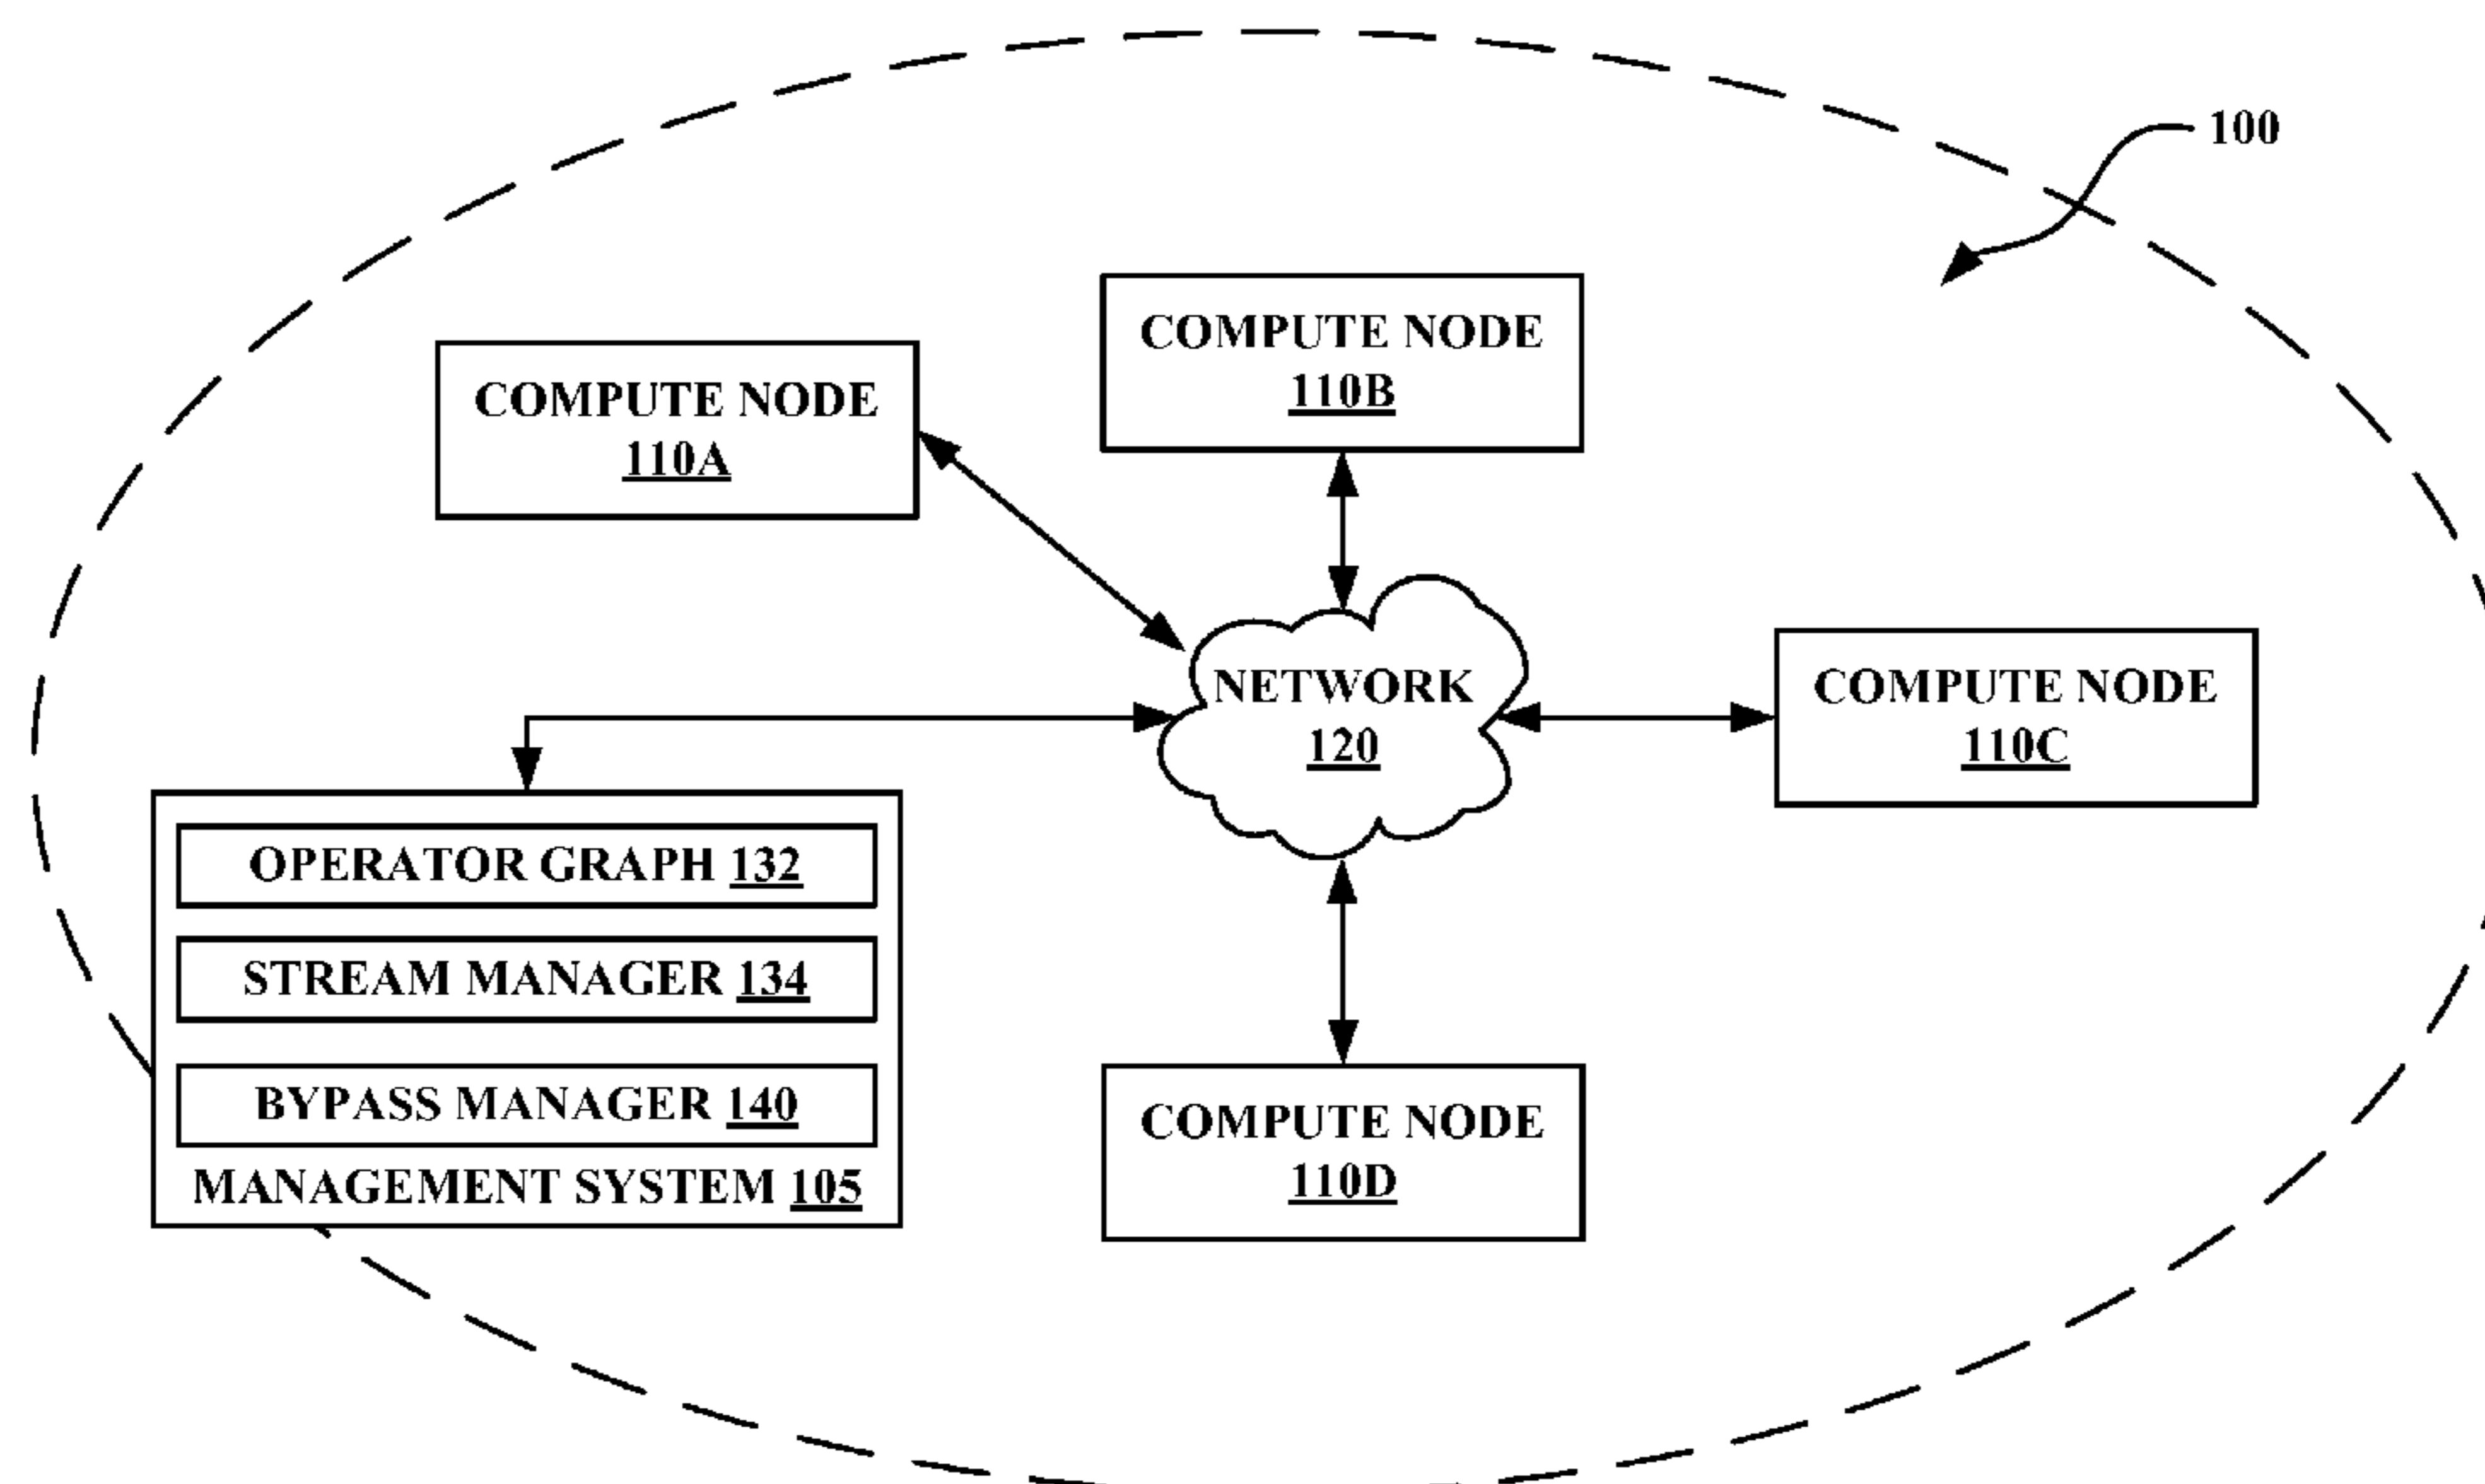 100
COMPUTE NODE
110B
COMPUTE NODE
110A
NETWORK
120
COMPUTE NODE
110C
OPERATOR GRAPH 132
STREAM MANAGER 134
BYPASS MANAGER 140
MANAGEMENT SYSTEM 105
COMPUTE NODE
110D